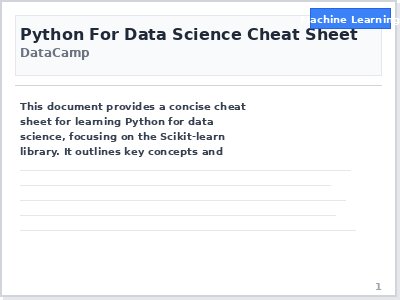 Machine Learning
Python For Data Science Cheat Sheet
DataCamp
This document provides a concise cheat
sheet for learning Python for data
science, focusing on the Scikit-learn
library. It outlines key concepts and
1